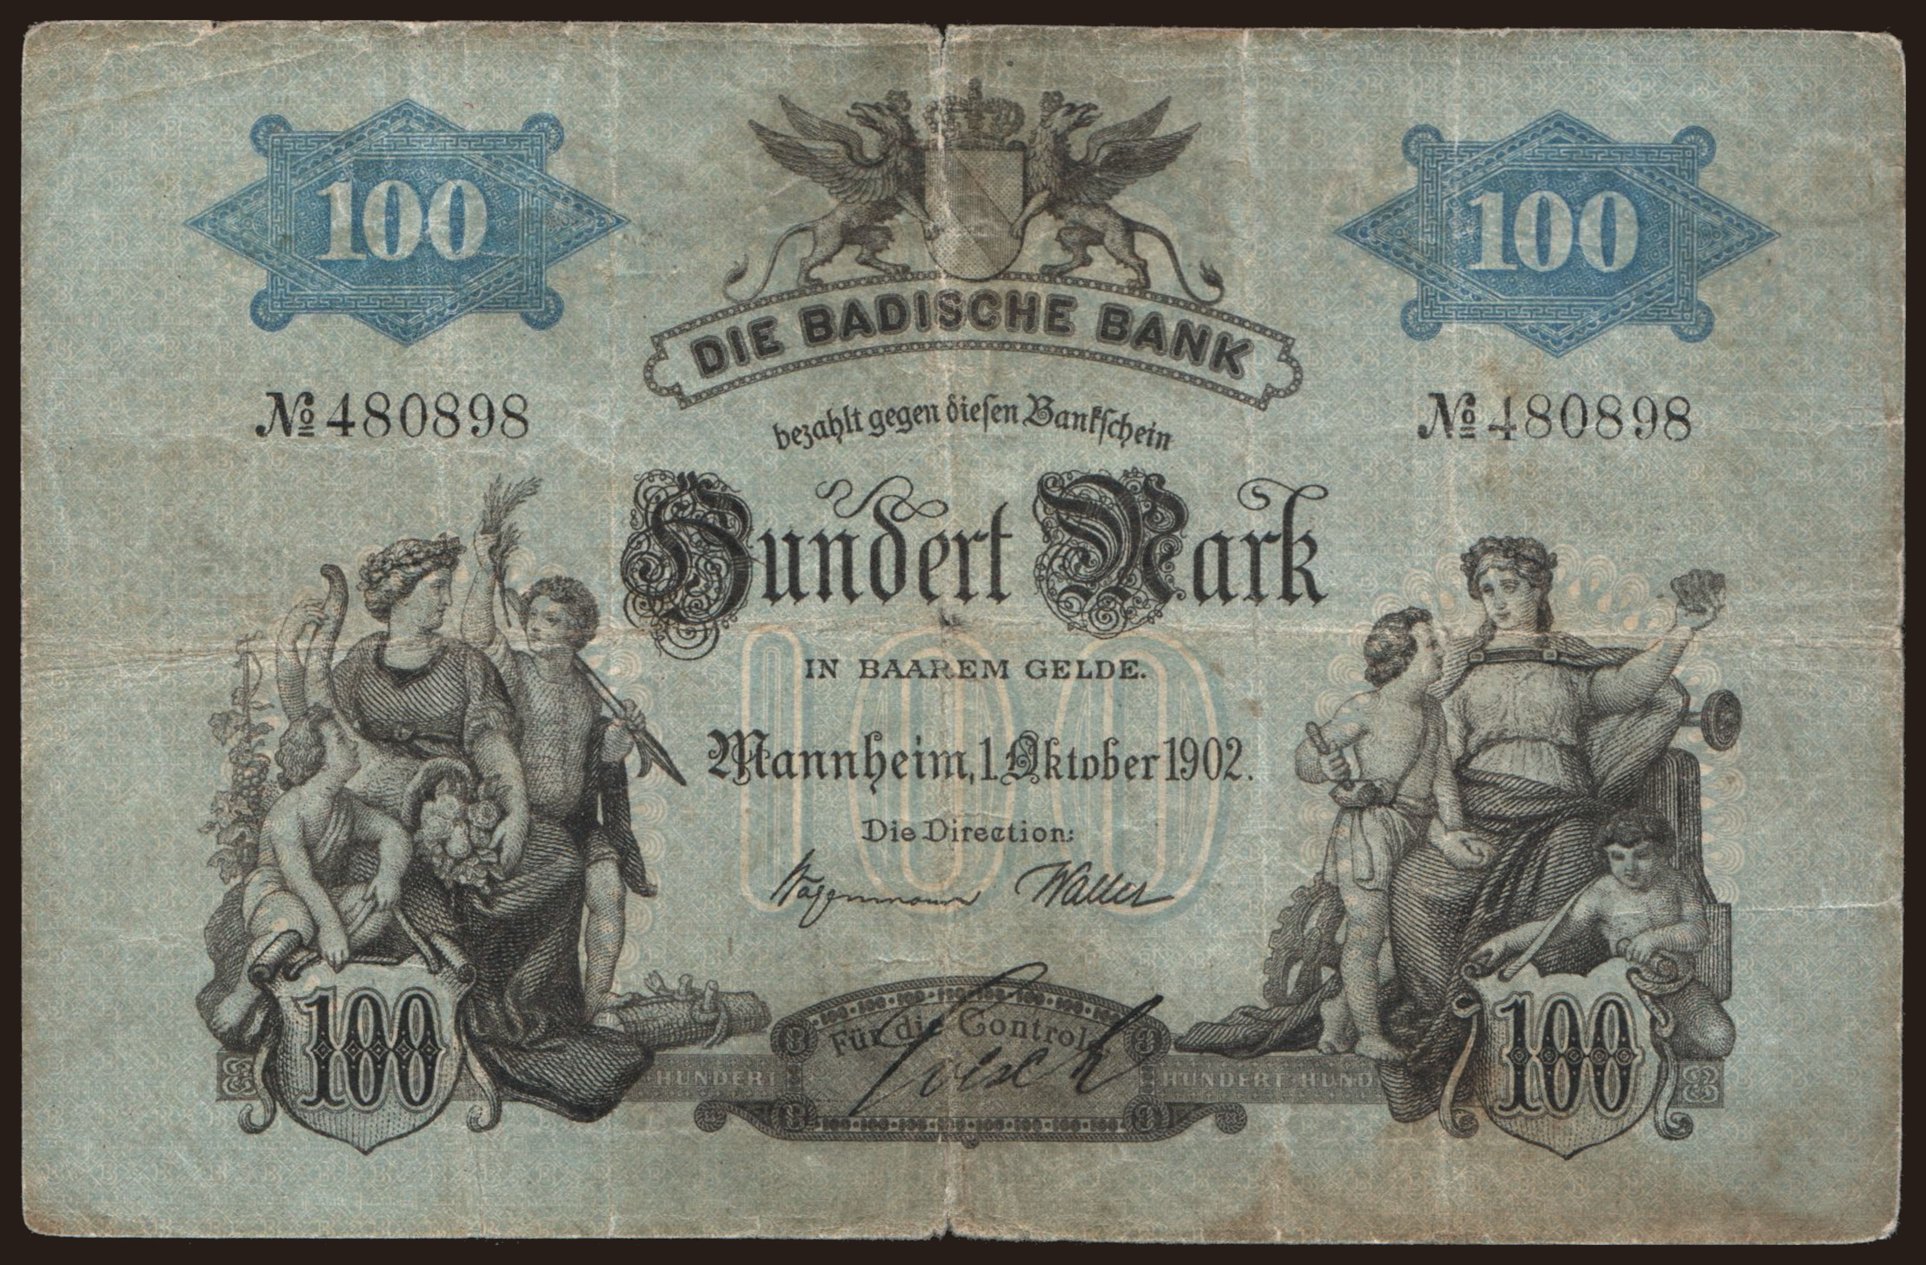 100 100
DIE BADISCHE BANK
№ 480898 № 480898
bezahlt gegen diesen Bankschein
Hundert Mark
100
IN BAAREM GELDE.
Mannheim, 1. Oktober 1902.
Die Direction:
Waller
100 100
Für die Controle
HUNDERT HUNDERT HUND